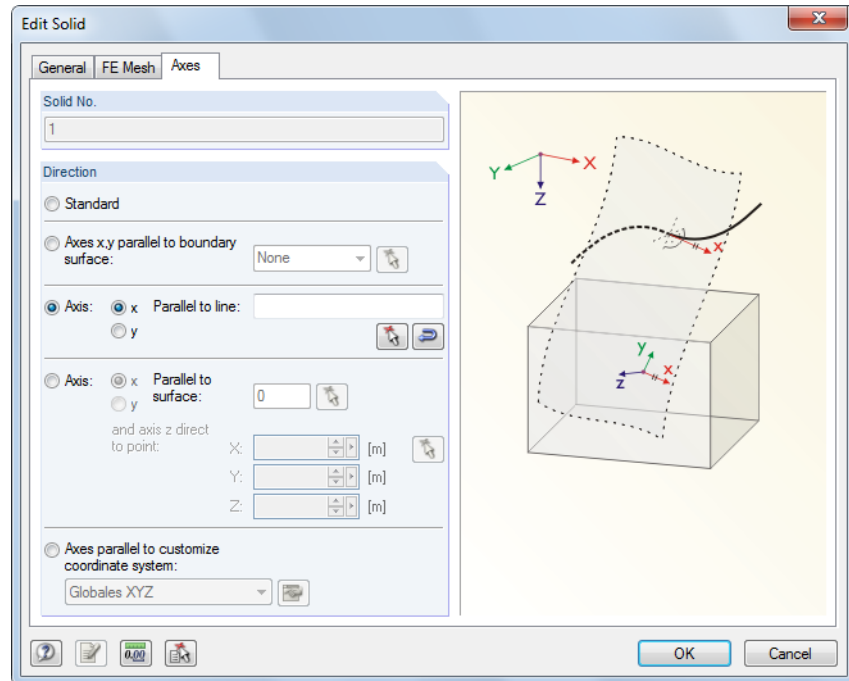 Edit Solid
General FE Mesh Axes
Solid No.
1
Direction
Standard
Axes x,y parallel to boundary
surface:
None
Axis: x Parallel to line:
y
Axis: x Parallel to
y surface:
0
and axis z direct
to point:
X: [m]
Y: [m]
Z: [m]
Axes parallel to customize
coordinate system:
Globales XYZ
Y X
Z
x
y
x
z
0.00
OK Cancel